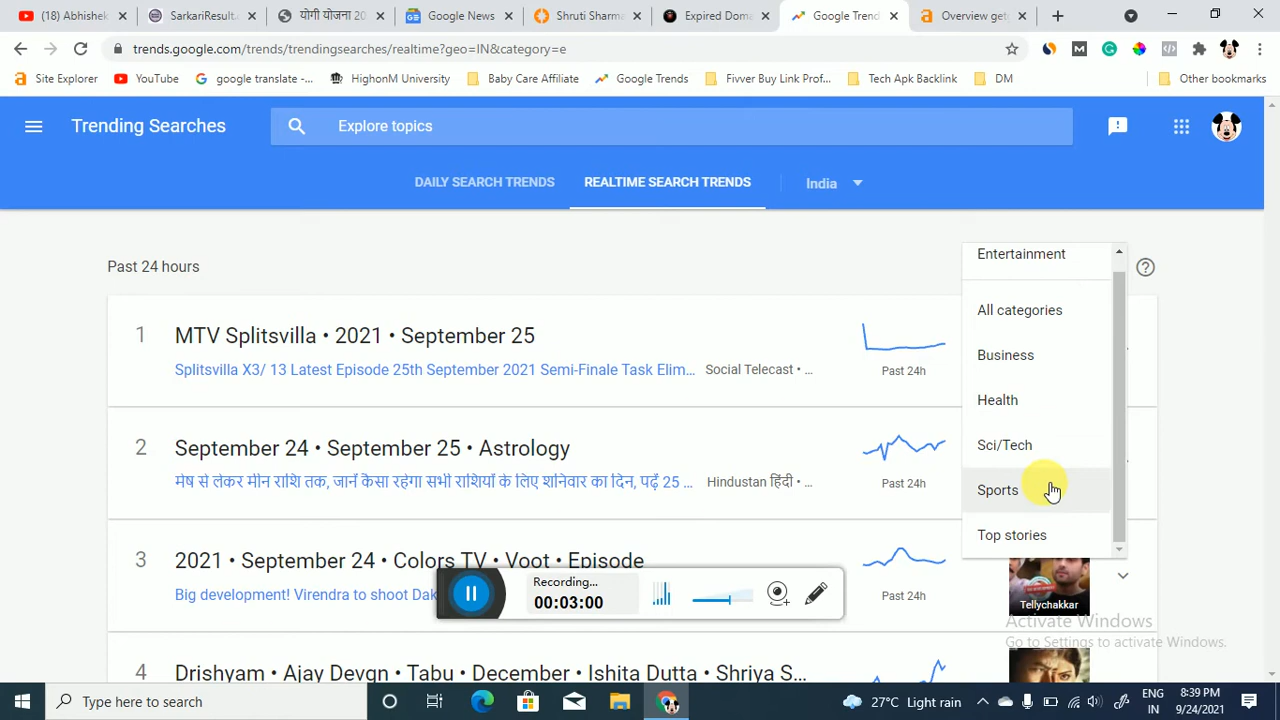 (18) Abhishek
SarkariResult.
योगी योजना 20
Google News
Shruti Sharma
Expired Doma
Google Trend
Overview: get
trends.google.com/trends/trendingsearches/realtime?geo=IN&category=e
Site Explorer
YouTube
google translate -...
HighonM University
Baby Care Affiliate
Google Trends
Fivver Buy Link Prof...
Tech Apk Backlink
DM
Other bookmarks
Trending Searches
Explore topics
DAILY SEARCH TRENDS
REALTIME SEARCH TRENDS
India
Past 24 hours
Entertainment
All categories
Business
Health
Sci/Tech
Sports
Top stories
1
MTV Splitsvilla • 2021 • September 25
Splitsvilla X3/ 13 Latest Episode 25th September 2021 Semi-Finale Task Elim...
Social Telecast • ...
Past 24h
2
September 24 • September 25 • Astrology
मेष से लेकर मीन राशि तक, जानें कैसा रहेगा सभी राशियों के लिए शनिवार का दिन, पढ़ें 25 ...
Hindustan हिंदी • ...
Past 24h
3
2021 • September 24 • Colors TV • Voot • Episode
Big development! Virendra to shoot Dak
Past 24h
Tellychakkar
Recording...
00:03:00
Activate Windows
Go to Settings to activate Windows.
4
Drishyam • Ajay Devgn • Tabu • December • Ishita Dutta • Shriya S...
Type here to search
27°C Light rain
ENG
IN
8:39 PM
9/24/2021